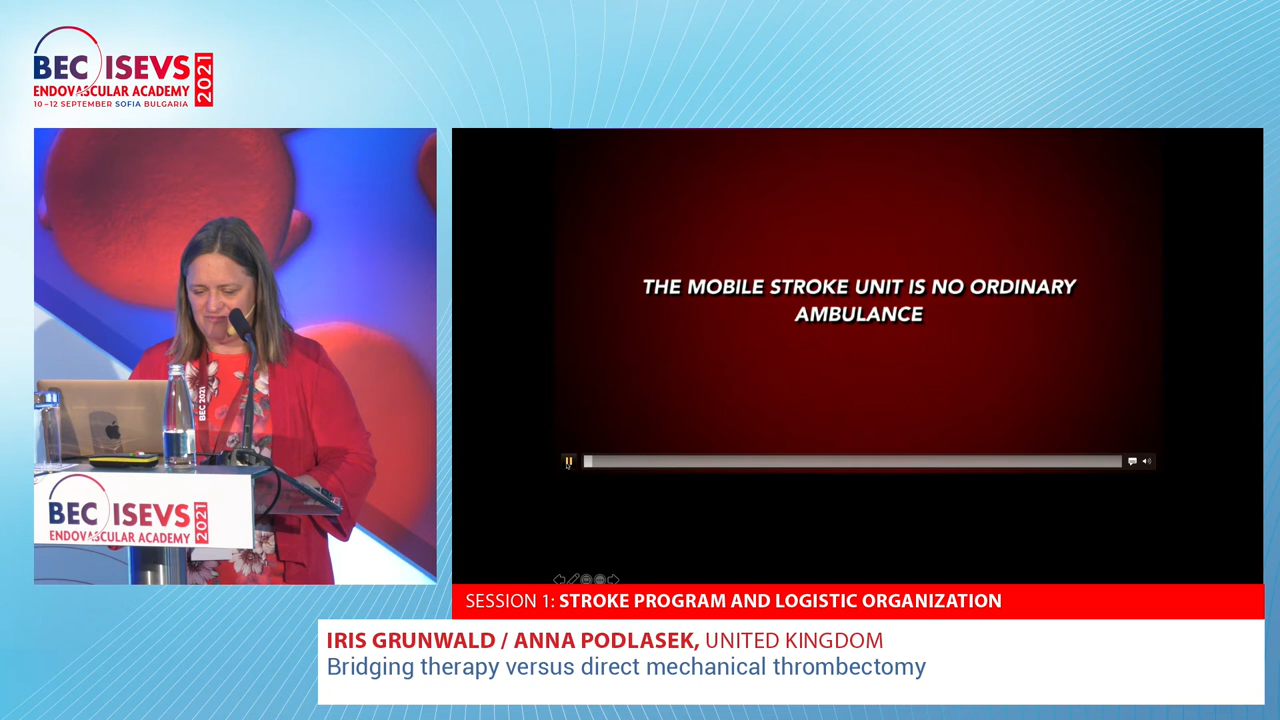 BEC ISEVS
ENDOVASCULAR ACADEMY
2021
10–12 SEPTEMBER SOFIA BULGARIA
THE MOBILE STROKE UNIT IS NO ORDINARY
AMBULANCE
BEC 2021
BEC ISEVS
ENDOVASCULAR ACADEMY
2021
SESSION 1: STROKE PROGRAM AND LOGISTIC ORGANIZATION
IRIS GRUNWALD / ANNA PODLASEK, UNITED KINGDOM
Bridging therapy versus direct mechanical thrombectomy